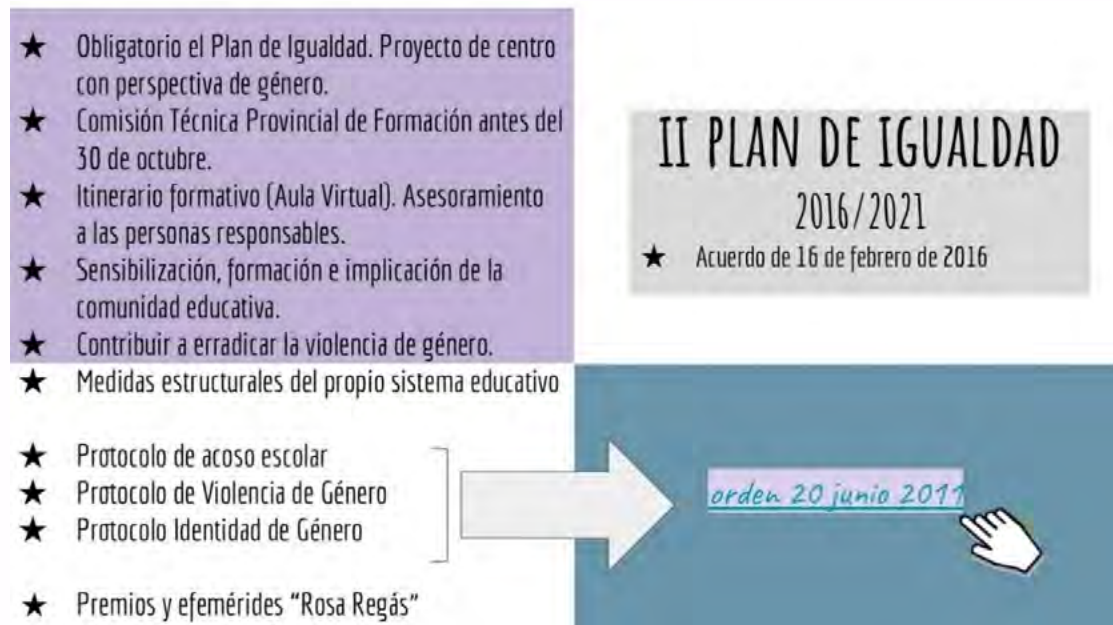 ★ Obligatorio el Plan de Igualdad. Proyecto de centro
con perspectiva de género.
★ Comisión Técnica Provincial de Formación antes del
30 de octubre.
★ Itinerario formativo (Aula Virtual). Asesoramiento
a las personas responsables.
★ Sensibilización, formación e implicación de la
comunidad educativa.
★ Contribuir a erradicar la violencia de género.
★ Medidas estructurales del propio sistema educativo
★ Protocolo de acoso escolar
★ Protocolo de Violencia de Género
★ Protocolo Identidad de Género
★ Premios y efemérides “Rosa Regás”
II PLAN DE IGUALDAD
2016/2021
★ Acuerdo de 16 de febrero de 2016
orden 20 junio 2011